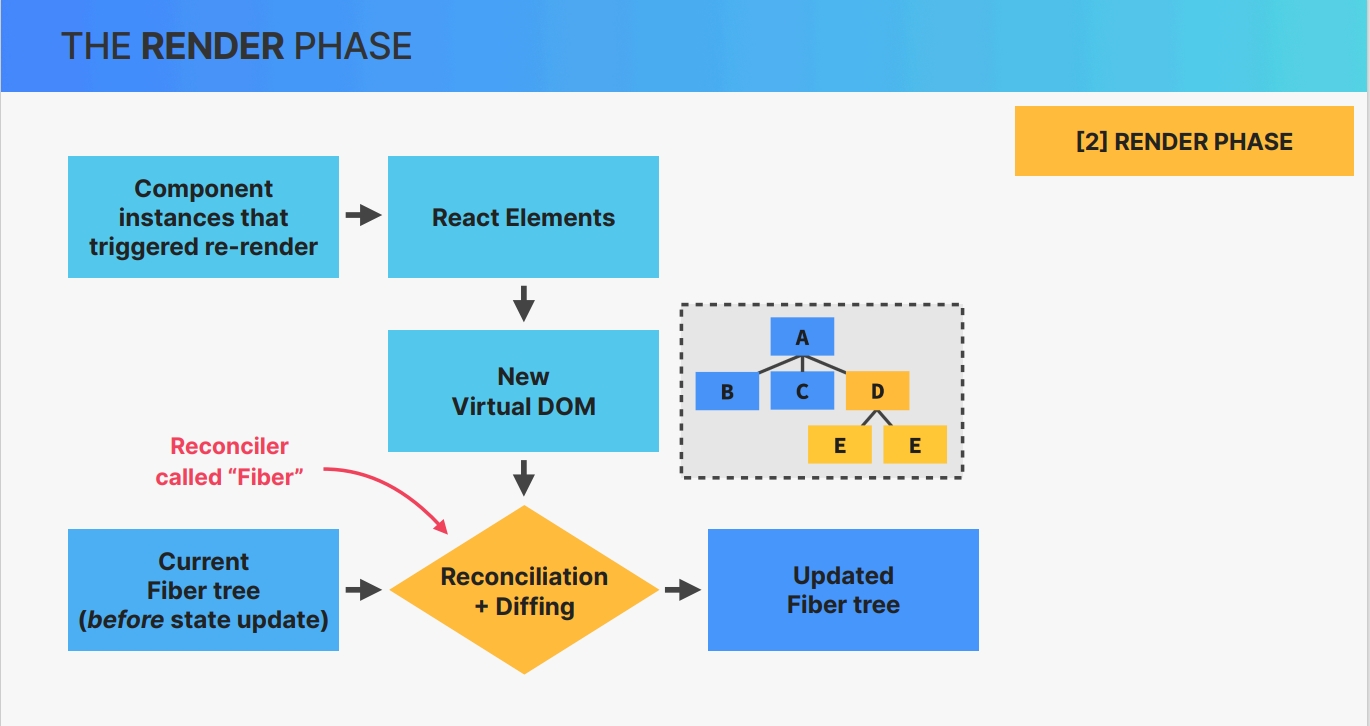 THE RENDER PHASE
[2] RENDER PHASE
Component
instances that
triggered re-render
React Elements
New
Virtual DOM
A
B
C
D
E
E
Reconciler
called “Fiber”
Current
Fiber tree
(before state update)
Reconciliation
+ Diffing
Updated
Fiber tree